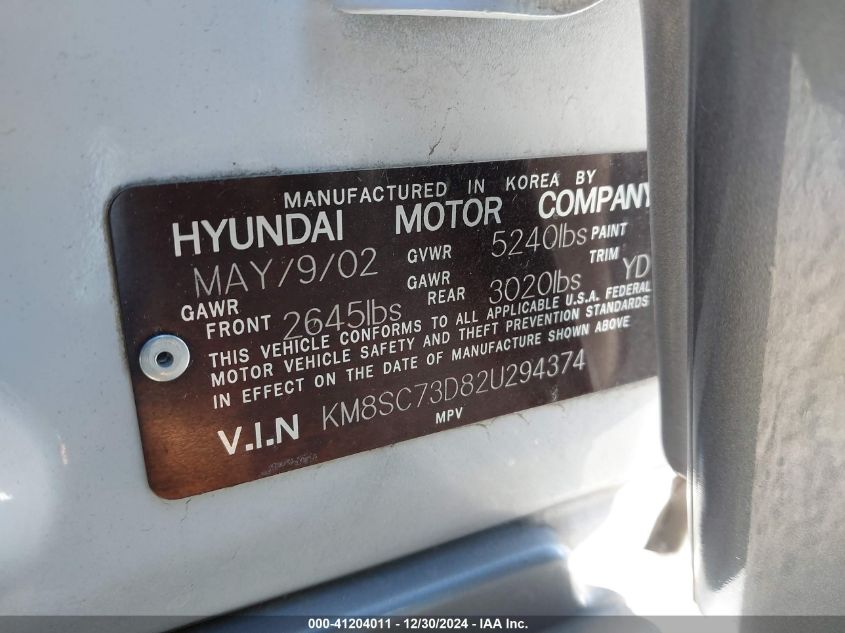 MANUFACTURED IN KOREA BY
HYUNDAI MOTOR COMPANY
MAY/9/02 GVWR 5240lbs PAINT
GAWR FRONT 2645lbs GAWR REAR 3020lbs TRIM YD
THIS VEHICLE CONFORMS TO ALL APPLICABLE U.S.A. FEDERAL
MOTOR VEHICLE SAFETY AND THEFT PREVENTION STANDARDS
IN EFFECT ON THE DATE OF MANUFACTURE SHOWN ABOVE
V.I.N KM8SC73D82U294374
MPV
000-41204011 - 12/30/2024 - IAA Inc.